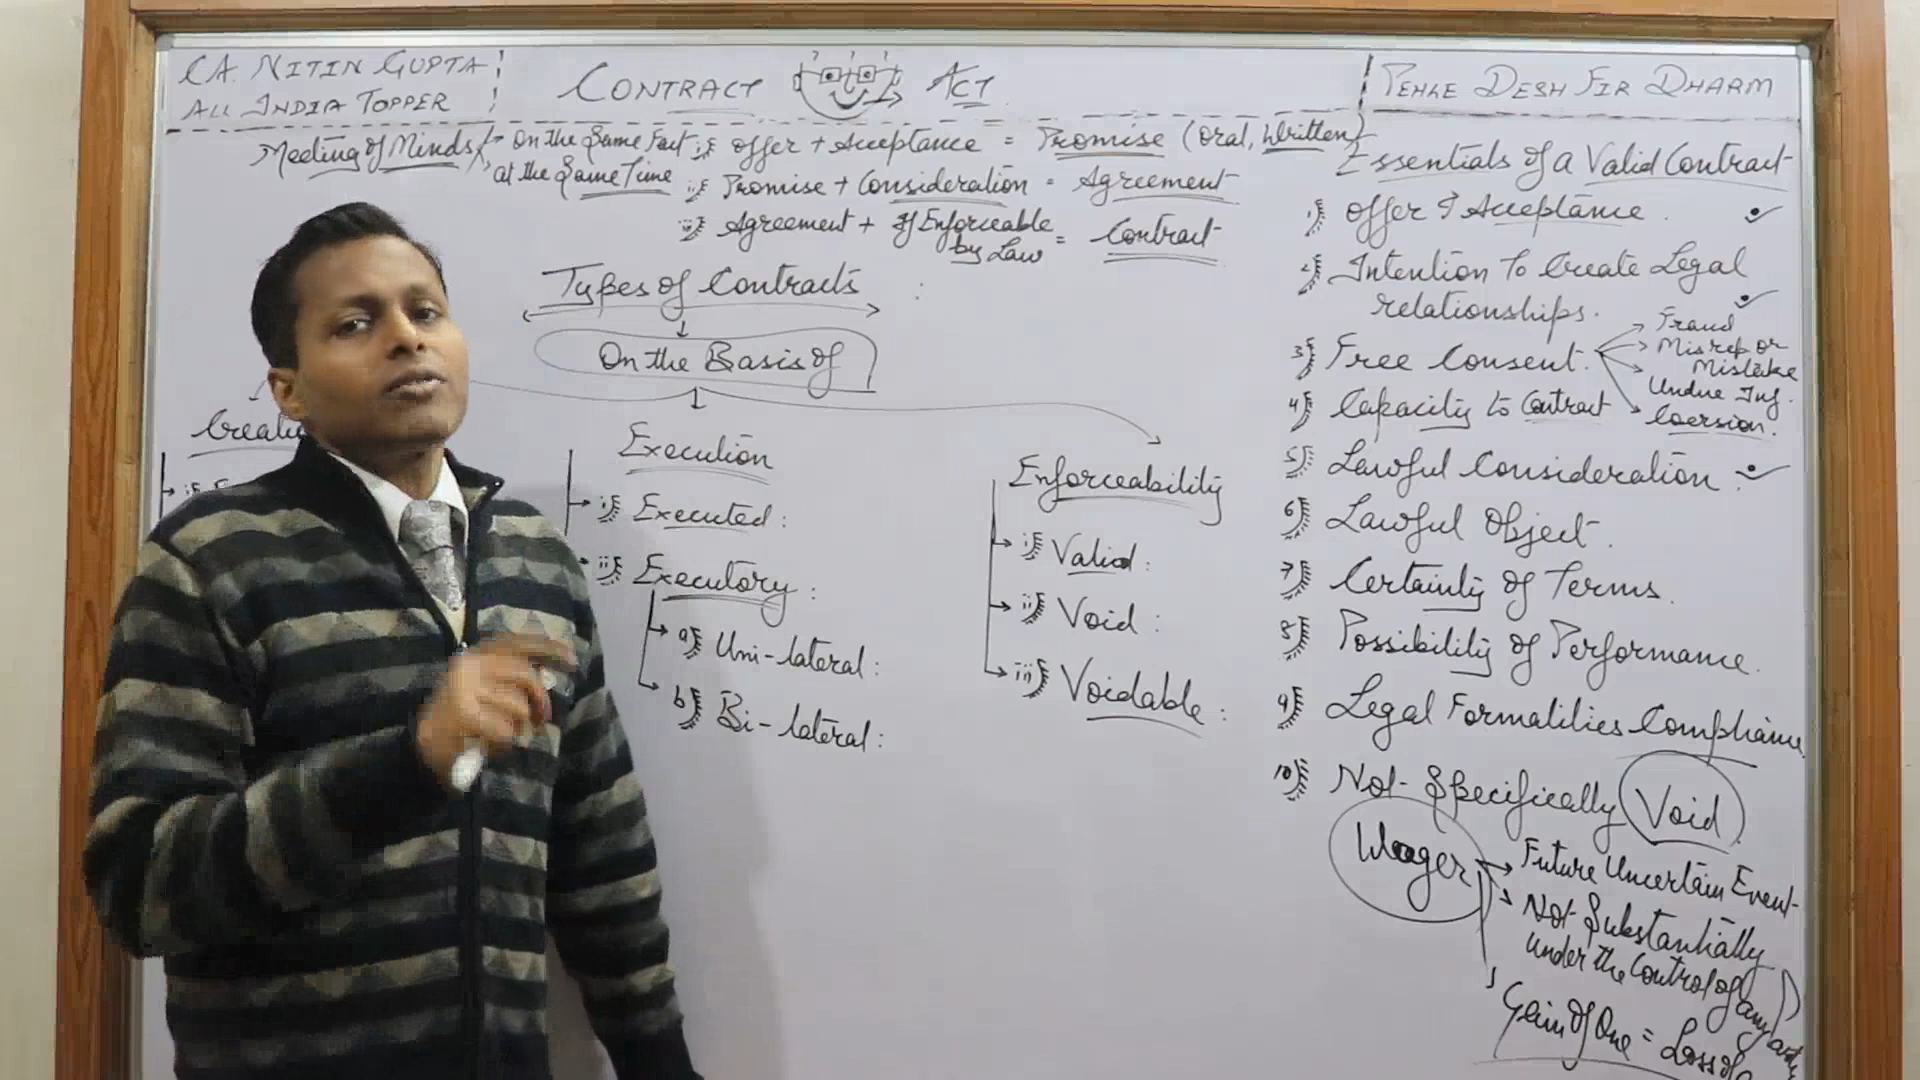 CA. NITIN GUPTA
ALL INDIA TOPPER
CONTRACT ACT
PEHLE DESH FIR DHARM
Meeting of Minds
On the Same Fact
at the Same Time
i) Offer + Acceptance = Promise (Oral, Written)
ii) Promise + Consideration = Agreement
iii) Agreement + If Enforceable by Law = Contract
Types of Contracts
On the Basis of
Execution
i) Executed:
ii) Executory:
a) Uni-lateral:
b) Bi-lateral:
Enforceability
i) Valid:
ii) Void:
iii) Voidable:
Essentials of a Valid Contract
1) Offer & Acceptance.
2) Intention To Create Legal
relationships.
3) Free Consent.
Fraud
Misrep or
Mistake
Undue Inf.
Coersion.
4) Capacity to Contract
5) Lawful Consideration
6) Lawful Object.
7) Certainty of Terms.
8) Possibility of Performance.
9) Legal Formalities Compliance
10) Not Specifically Void
Wager
Future Uncertain Event
Not Substantially
under the Control of any
Gain of One = Loss of